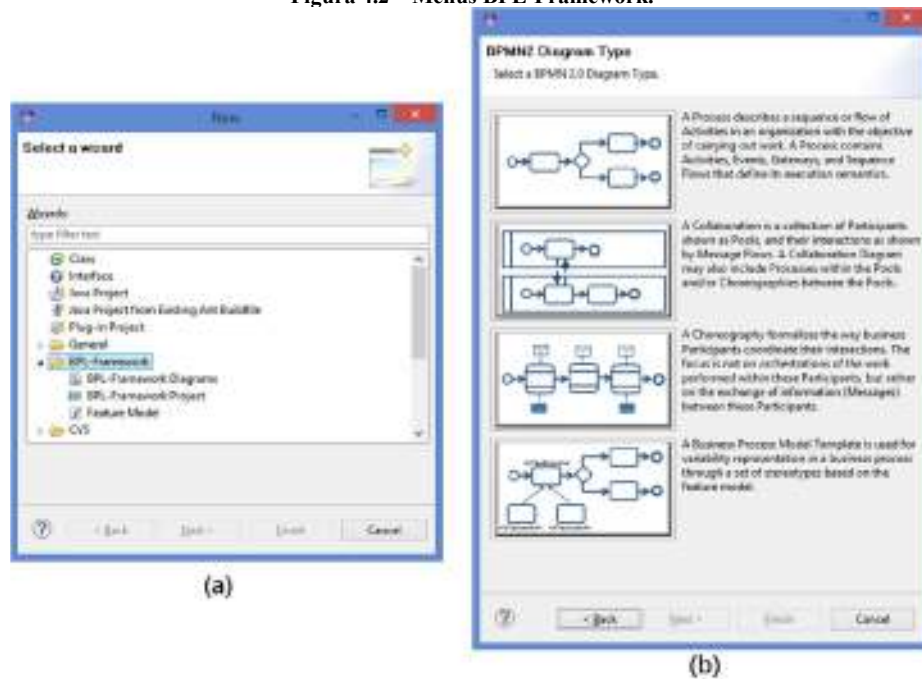 Figura 4.2 – Menus BPL-Framework.
New
Select a wizard
Wizards:
type filter text
Class
Interface
Java Project
Java Project from Existing Ant Buildfile
Plug-in Project
General
BPL-Framework
BPL-Framework Diagrams
BPL-Framework Project
Feature Model
CVS
< Back
Next >
Finish
Cancel
(a)
BPMN2 Diagram Type
Select a BPMN 2.0 Diagram Type.
A Process describes a sequence or flow of
Activities in an organization with the objective
of carrying out work. A Process contains
Activities, Events, Gateways, and Sequence
Flows that define its execution semantics.
A Collaboration is a collection of Participants
shown as Pools, and their interactions as shown
by Message Flows. A Collaboration Diagram
may also include Processes within the Pools
and/or Choreographies between the Pools.
A Choreography formalizes the way business
Participants coordinate their interactions. The
focus is not on orchestrations of the work
performed within these Participants, but rather
on the exchange of information (Messages)
between these Participants.
A Business Process Model Template is used for
variability representation in a business process
through a set of stereotypes based on the
feature model.
< Back
Next >
Finish
Cancel
(b)